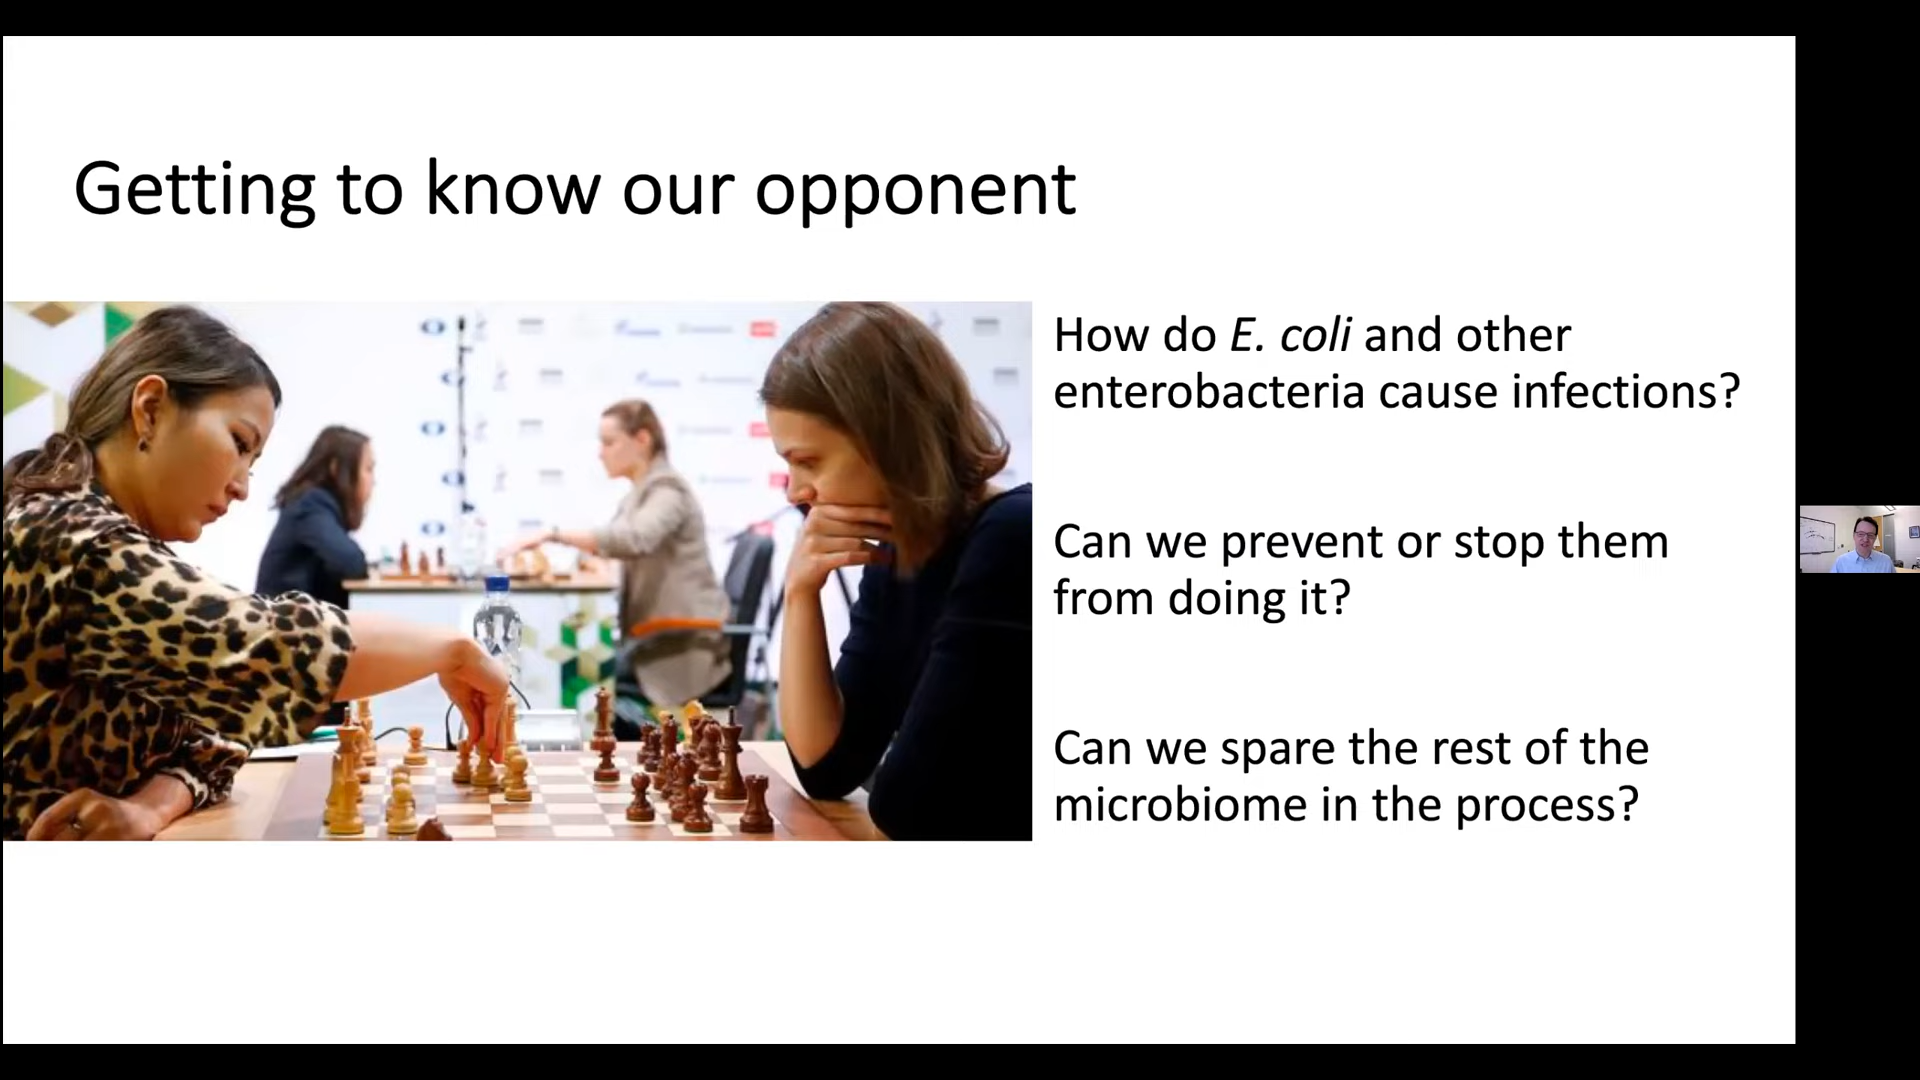 Getting to know our opponent
How do E. coli and other
enterobacteria cause infections?
Can we prevent or stop them
from doing it?
Can we spare the rest of the
microbiome in the process?